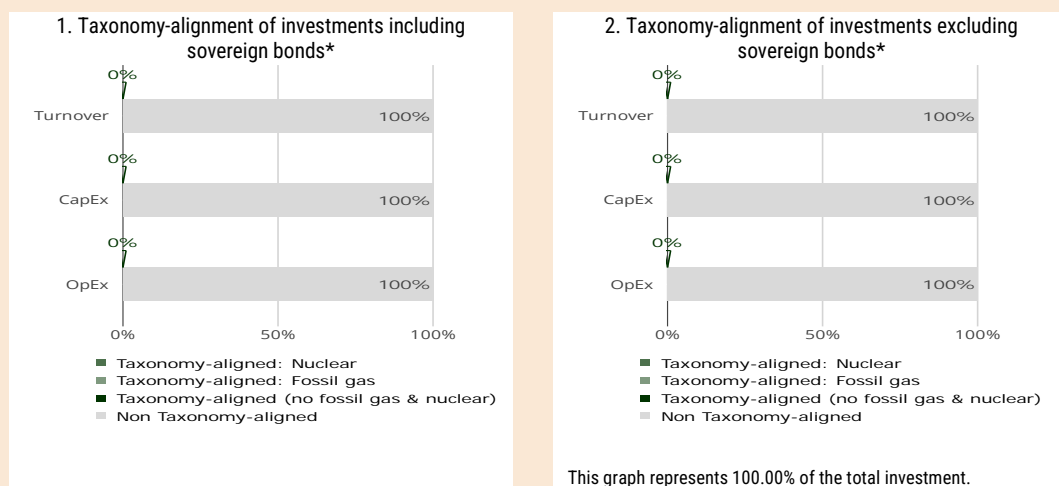 1. Taxonomy-alignment of investments including
sovereign bonds*
0%
Turnover
100%
0%
CapEx
100%
0%
OpEx
100%
0%
50%
100%
Taxonomy-aligned: Nuclear
Taxonomy-aligned: Fossil gas
Taxonomy-aligned (no fossil gas & nuclear)
Non Taxonomy-aligned
2. Taxonomy-alignment of investments excluding
sovereign bonds*
0%
Turnover
100%
0%
CapEx
100%
0%
OpEx
100%
0%
50%
100%
Taxonomy-aligned: Nuclear
Taxonomy-aligned: Fossil gas
Taxonomy-aligned (no fossil gas & nuclear)
Non Taxonomy-aligned
This graph represents 100.00% of the total investment.